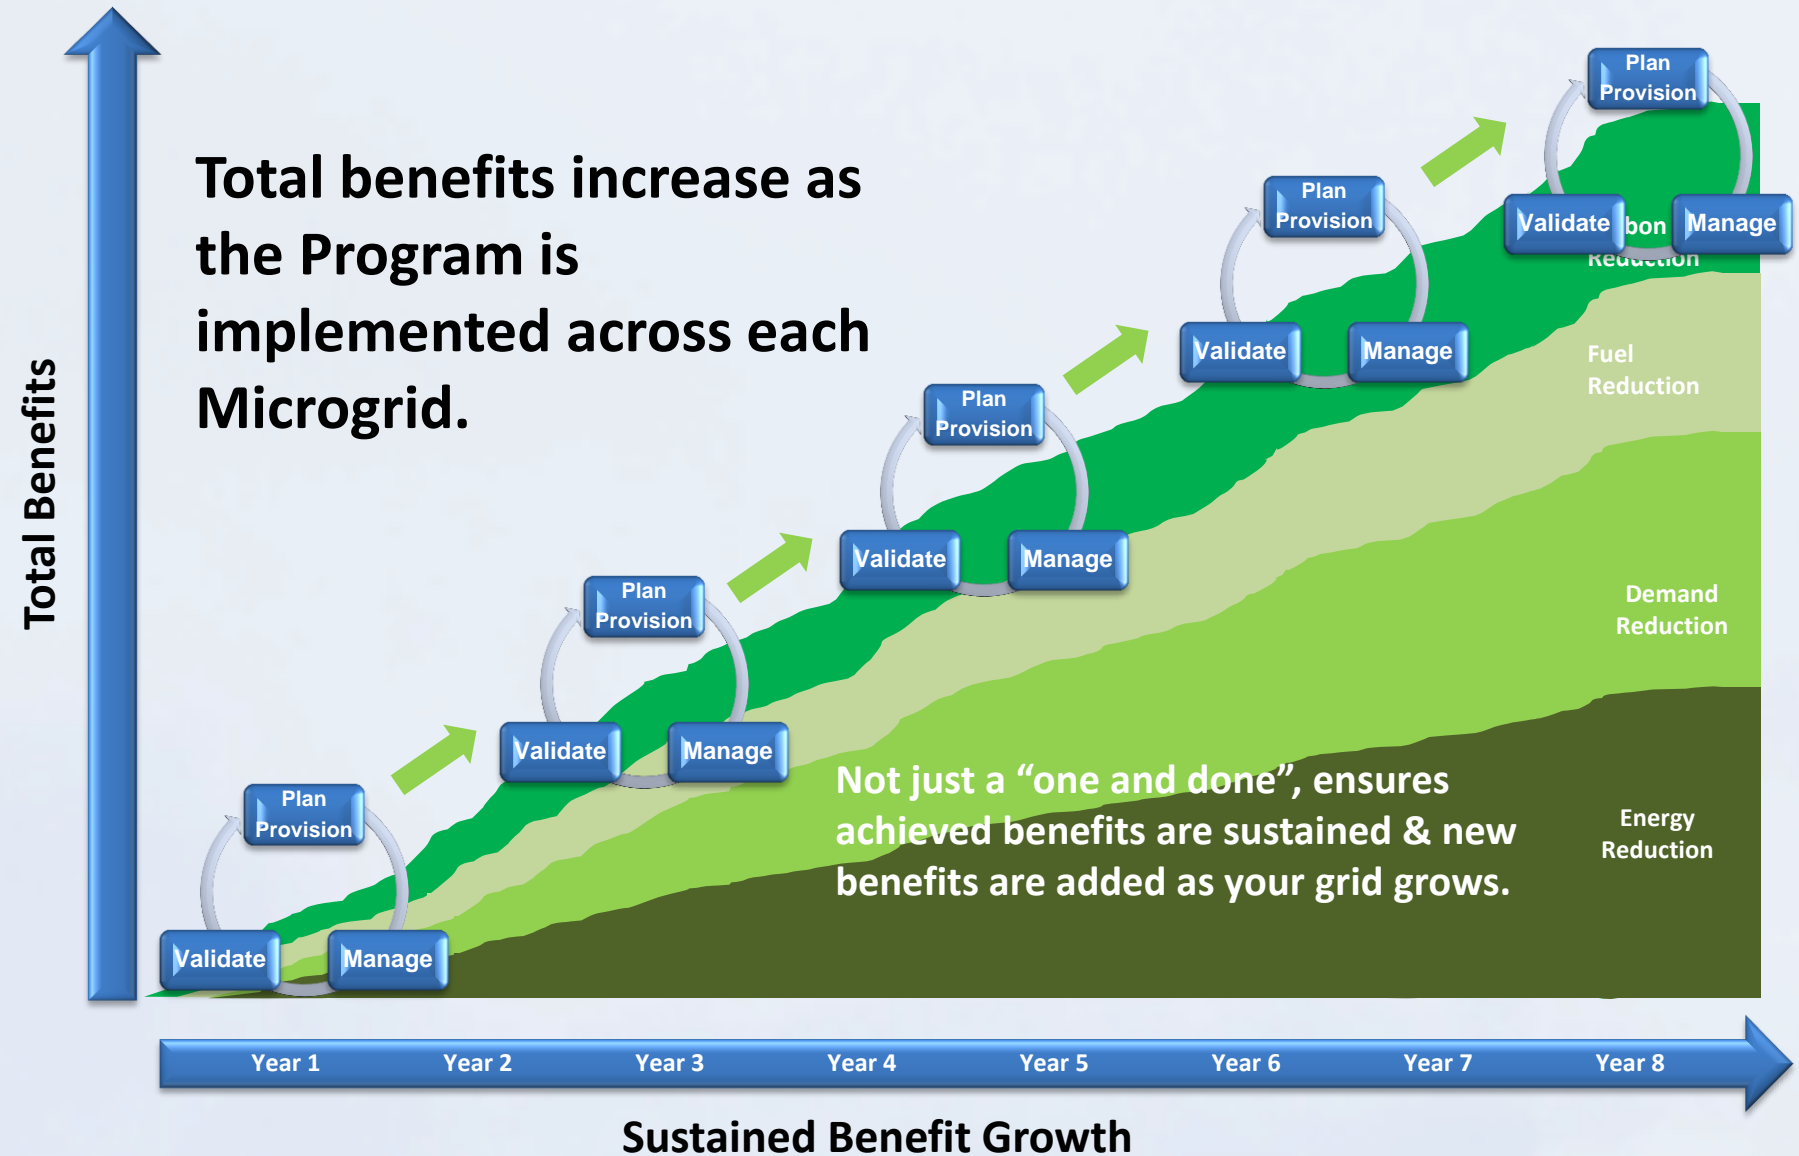 Total benefits increase as
the Program is
implemented across each
Microgrid.
Total Benefits
Plan
Provision
Validate
Manage
Plan
Provision
Validate
Manage
Plan
Provision
Validate
Manage
Plan
Provision
Validate
Manage
Plan
Provision
Validate
bon
Manage
Reduction
Fuel
Reduction
Demand
Reduction
Energy
Reduction
Not just a “one and done”, ensures
achieved benefits are sustained & new
benefits are added as your grid grows.
Year 1
Year 2
Year 3
Year 4
Year 5
Year 6
Year 7
Year 8
Sustained Benefit Growth